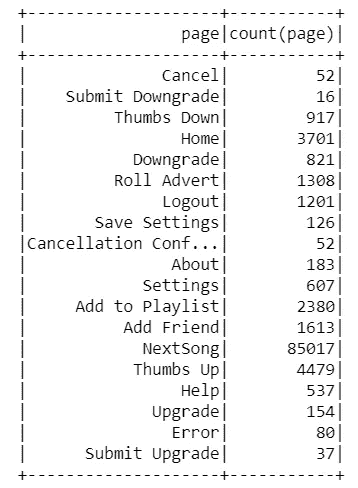 +--------------------+-----------+
|                page|count(page)|
+--------------------+-----------+
|              Cancel|         52|
|    Submit Downgrade|         16|
|         Thumbs Down|        917|
|                Home|       3701|
|           Downgrade|        821|
|         Roll Advert|       1308|
|              Logout|       1201|
|       Save Settings|        126|
|Cancellation Conf...|         52|
|               About|        183|
|            Settings|        607|
|     Add to Playlist|       2380|
|          Add Friend|       1613|
|            NextSong|      85017|
|           Thumbs Up|       4479|
|                Help|        537|
|             Upgrade|        154|
|               Error|         80|
|      Submit Upgrade|         37|
+--------------------+-----------+